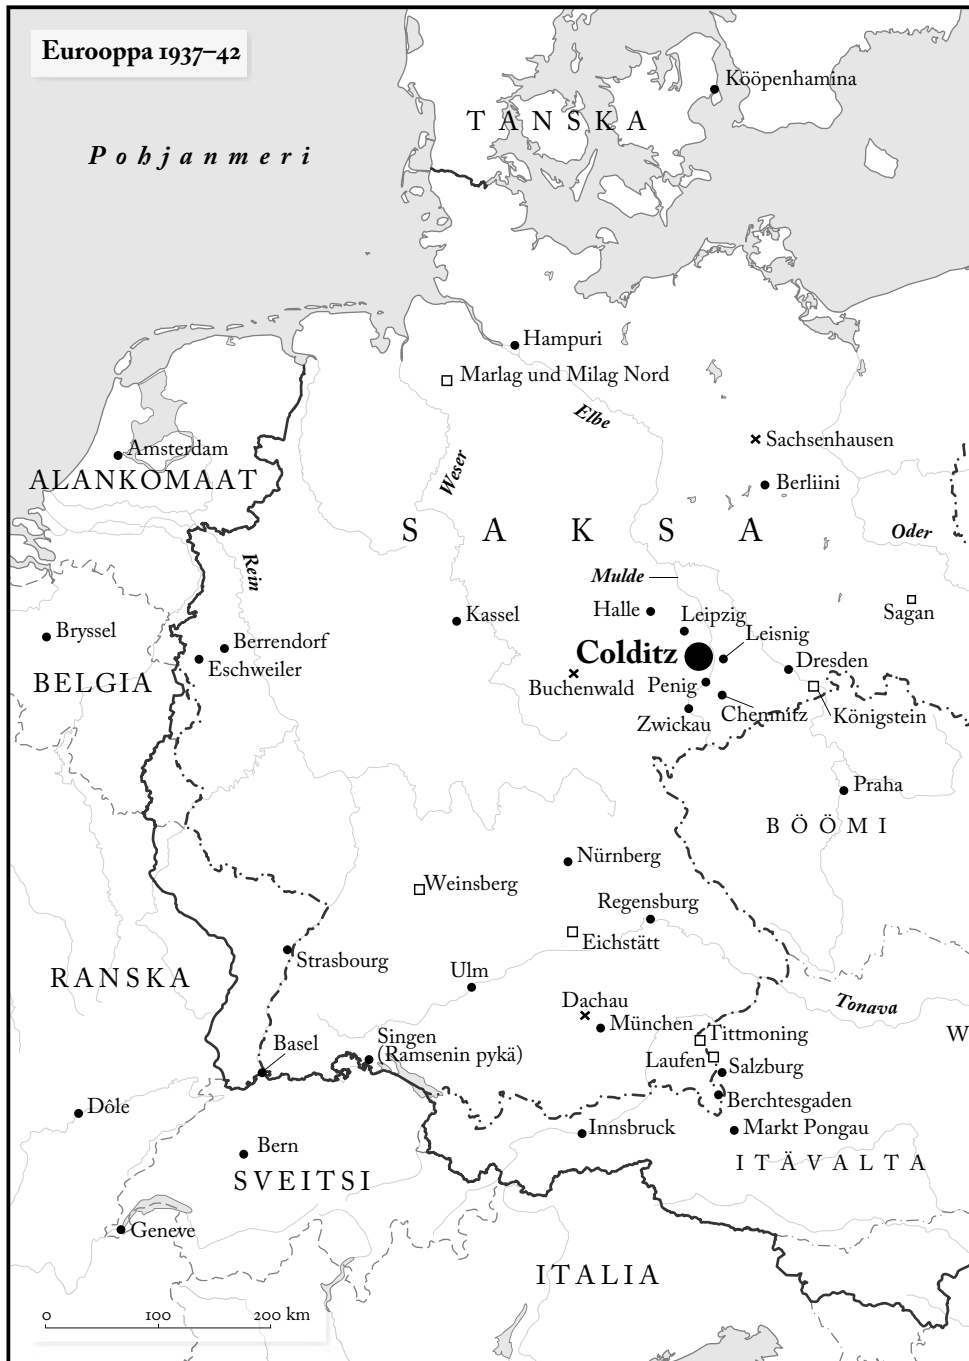 Eurooppa 1937–42
Kööpenhamina
TANSKA
Pohjanmeri
Hampuri
Marlag und Milag Nord
Elbe
Sachsenhausen
Amsterdam
ALANKOMAAT
Weser
Berliini
SAKSA
Oder
Rein
Mulde
Halle
Leipzig
Sagan
Kassel
Bryssel
Berrendorf
Eschweiler
Leisnig
Colditz
Dresden
BELGIA
Buchenwald
Penig
Zwickau
Chemnitz
Königstein
Praha
BÖÖMI
Nürnberg
Weinsberg
Regensburg
Eichstätt
Strasbourg
RANSKA
Ulm
Dachau
München
Tonava
Tittmoning
W
Basel
Singen
(Ramsenin pykä)
Laufen
Salzburg
Berchtesgaden
Dôle
Innsbruck
Markt Pongau
Bern
ITÄVALTA
SVEITSI
Geneve
ITALIA
0 100 200 km